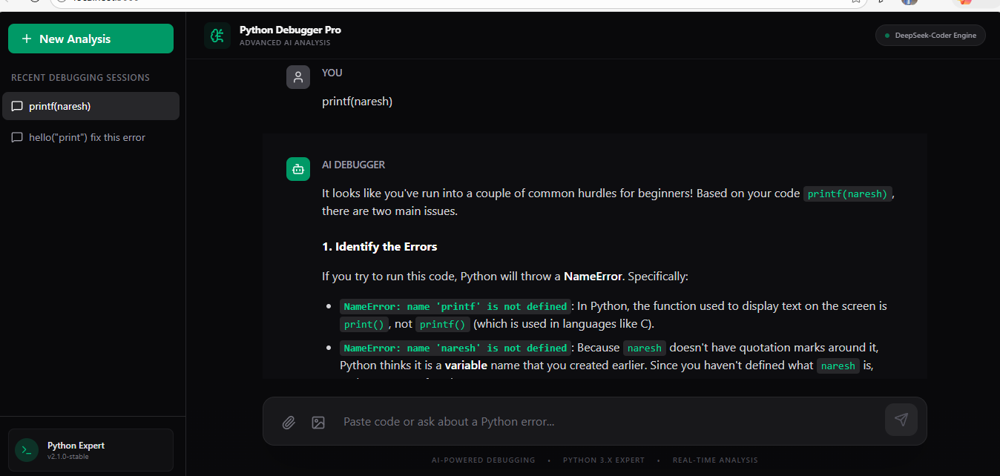 New Analysis
RECENT DEBUGGING SESSIONS
printf(naresh)
hello("print") fix this error
Python Expert
v2.1.0-stable
Python Debugger Pro
ADVANCED AI ANALYSIS
DeepSeek-Coder Engine
YOU
printf(naresh)
AI DEBUGGER
It looks like you've run into a couple of common hurdles for beginners! Based on your code printf(naresh),
there are two main issues.
1. Identify the Errors
If you try to run this code, Python will throw a NameError. Specifically:
• NameError: name 'printf' is not defined: In Python, the function used to display text on the screen is
print(), not printf() (which is used in languages like C).
• NameError: name 'naresh' is not defined: Because naresh doesn't have quotation marks around it,
Python thinks it is a variable name that you created earlier. Since you haven't defined what naresh is,
Paste code or ask about a Python error...
AI-POWERED DEBUGGING • PYTHON 3.X EXPERT • REAL-TIME ANALYSIS